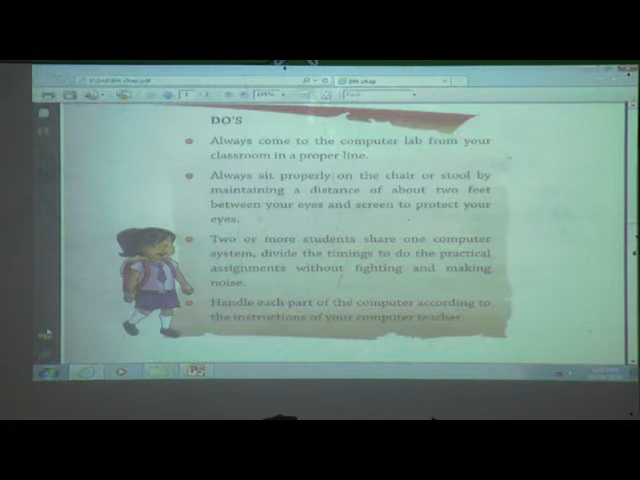 8th chap
DO'S
Always come to the computer lab from your
classroom in a proper line.
Always sit properly on the chair or stool by
maintaining a distance of about two feet
between your eyes and screen to protect your
eyes.
Two or more students share one computer
system, divide the timings to do the practical
assignments without fighting and making
noise.
Handle each part of the computer according to
the instructions of your computer teacher.